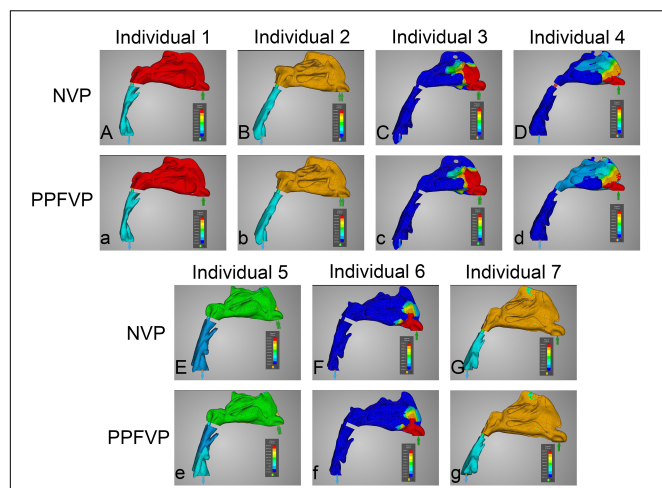 Individual 1 Individual 2 Individual 3 Individual 4
NVP
A B C D
PPFVP
a b c d
Individual 5 Individual 6 Individual 7
NVP
E F G
PPFVP
e f g